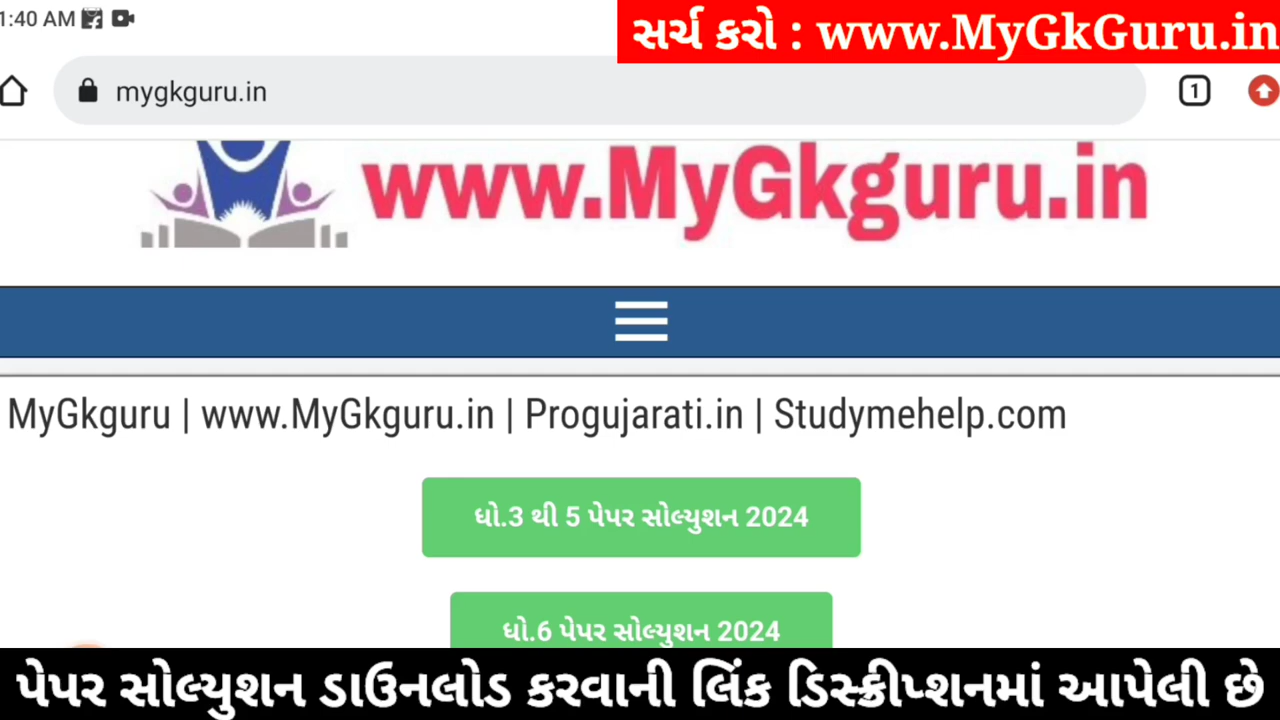 1:40 AM
સર્ચ કરો : www.MyGkGuru.in
mygkguru.in
1
www.MyGkguru.in
MyGkguru | www.MyGkguru.in | Progujarati.in | Studymehelp.com
ધો.3 થી 5 પેપર સોલ્યુશન 2024
ધો.6 પેપર સોલ્યુશન 2024
પેપર સોલ્યુશન ડાઉનલોડ કરવાની લિંક ડિસ્ક્રીપ્શનમાં આપેલી છે